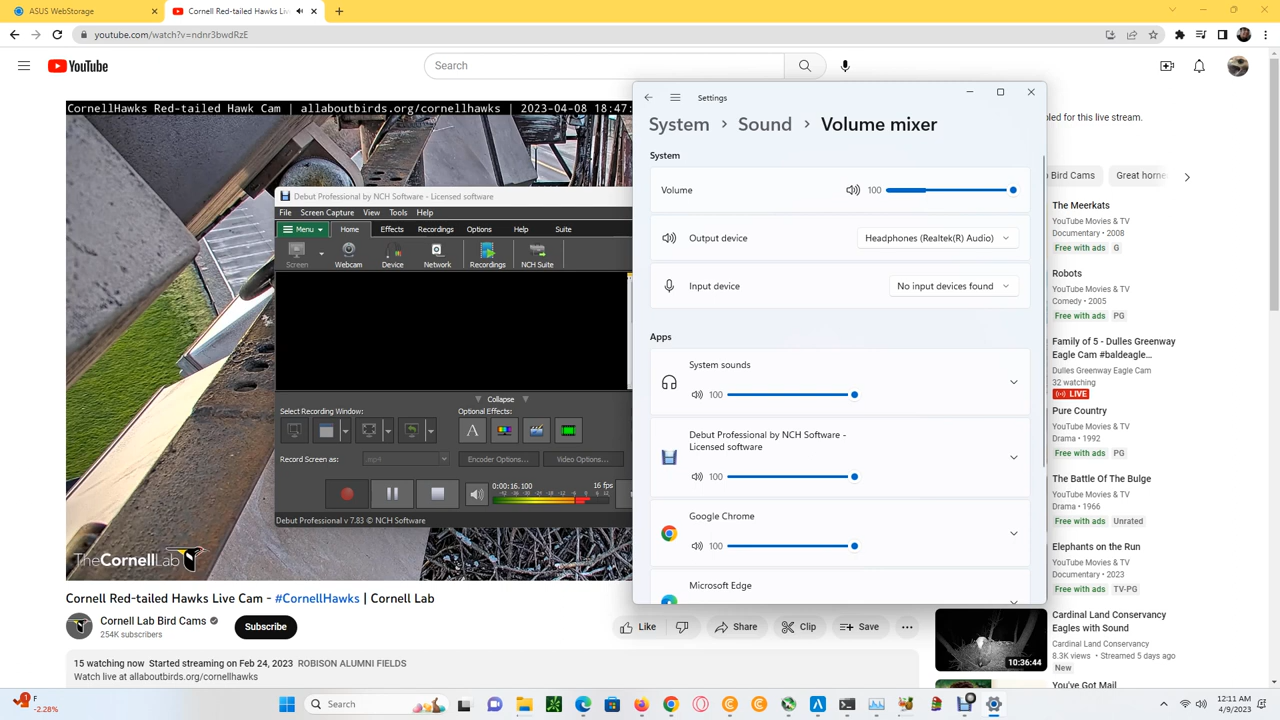 ASUS WebStorage
Cornell Red-tailed Hawks Liv
youtube.com/watch?v=ndnr3bwdRzE
YouTube
Search
CornellHawks Red-tailed Hawk Cam | allaboutbirds.org/cornellhawks | 2023-04-08 18:47:
TheCornellLab
Debut Professional by NCH Software - Licensed software
File Screen Capture View Tools Help
Menu Home Effects Recordings Options Help Suite
Screen Webcam Device Network Recordings NCH Suite
Collapse
Select Recording Window: Optional Effects:
A
Record Screen as: .mp4 Encoder Options... Video Options...
0:00:16.100 16 fps
Debut Professional v 7.83 © NCH Software
Settings
System > Sound > Volume mixer
System
Volume 100
Output device Headphones (Realtek(R) Audio)
Input device No input devices found
Apps
System sounds
100
Debut Professional by NCH Software -
Licensed software
100
Google Chrome
100
Microsoft Edge
Cornell Red-tailed Hawks Live Cam - #CornellHawks | Cornell Lab
Cornell Lab Bird Cams
254K subscribers
Subscribe
Like Share Clip Save
15 watching now Started streaming on Feb 24, 2023 ROBISON ALUMNI FIELDS
Watch live at allaboutbirds.org/cornellhawks
led for this live stream.
Bird Cams Great horne
The Meerkats
YouTube Movies & TV
Documentary • 2008
Free with ads G
Robots
YouTube Movies & TV
Comedy • 2005
Free with ads PG
Family of 5 - Dulles Greenway
Eagle Cam #baldeagle...
Dulles Greenway Eagle Cam
32 watching
LIVE
Pure Country
YouTube Movies & TV
Drama • 1992
Free with ads PG
The Battle Of The Bulge
YouTube Movies & TV
Drama • 1966
Free with ads Unrated
Elephants on the Run
YouTube Movies & TV
Documentary • 2023
Free with ads TV-PG
10:36:44
Cardinal Land Conservancy
Eagles with Sound
Cardinal Land Conservancy
8.3K views • Streamed 5 days ago
New
You've Got Mail
1
F
-2.28%
Search
12:11 AM
4/9/2023